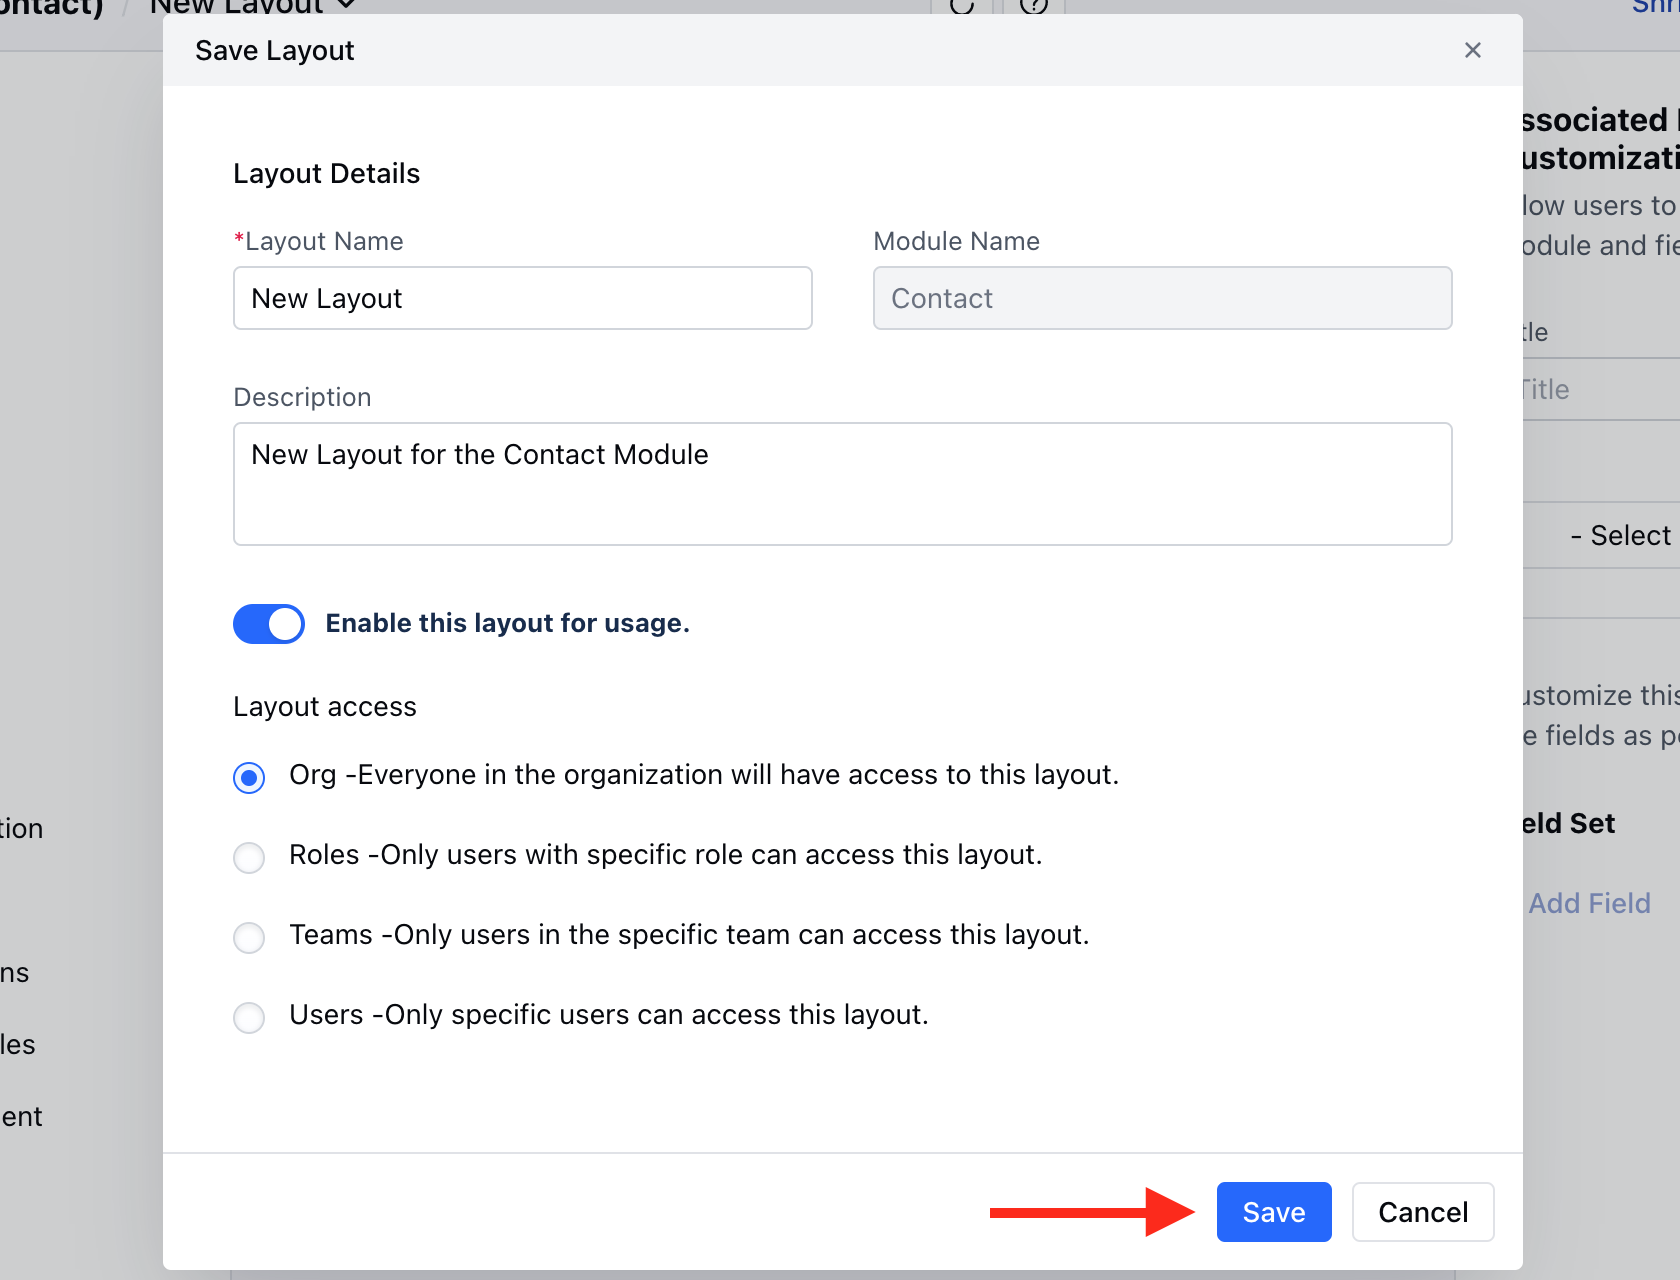 New Layout
Save Layout
Layout Details
*Layout Name
Module Name
New Layout
Contact
Description
New Layout for the Contact Module
Enable this layout for usage.
Layout access
Org -Everyone in the organization will have access to this layout.
Roles -Only users with specific role can access this layout.
Teams -Only users in the specific team can access this layout.
Users -Only specific users can access this layout.
Save
Cancel
ssociated
ustomizati
low users to
odule and fie
tle
Title
- Select
ustomize this
e fields as pe
eld Set
Add Field
tion
ns
les
ent